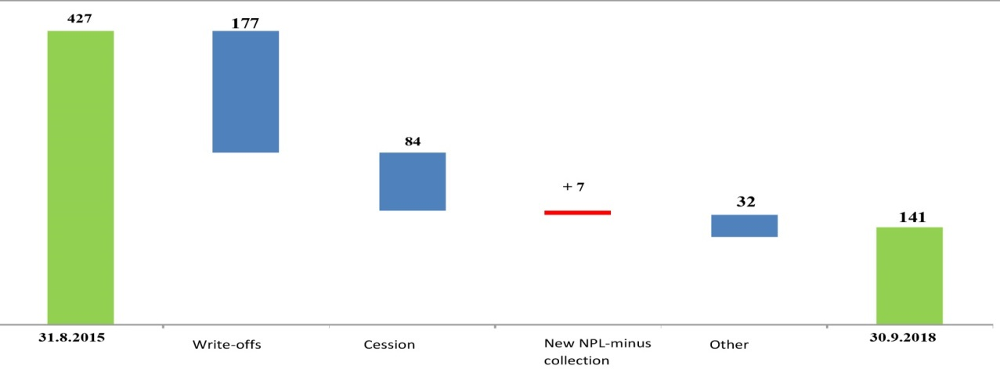 427
177
84
+ 7
32
141
31.8.2015
Write-offs
Cession
New NPL-minus
collection
Other
30.9.2018